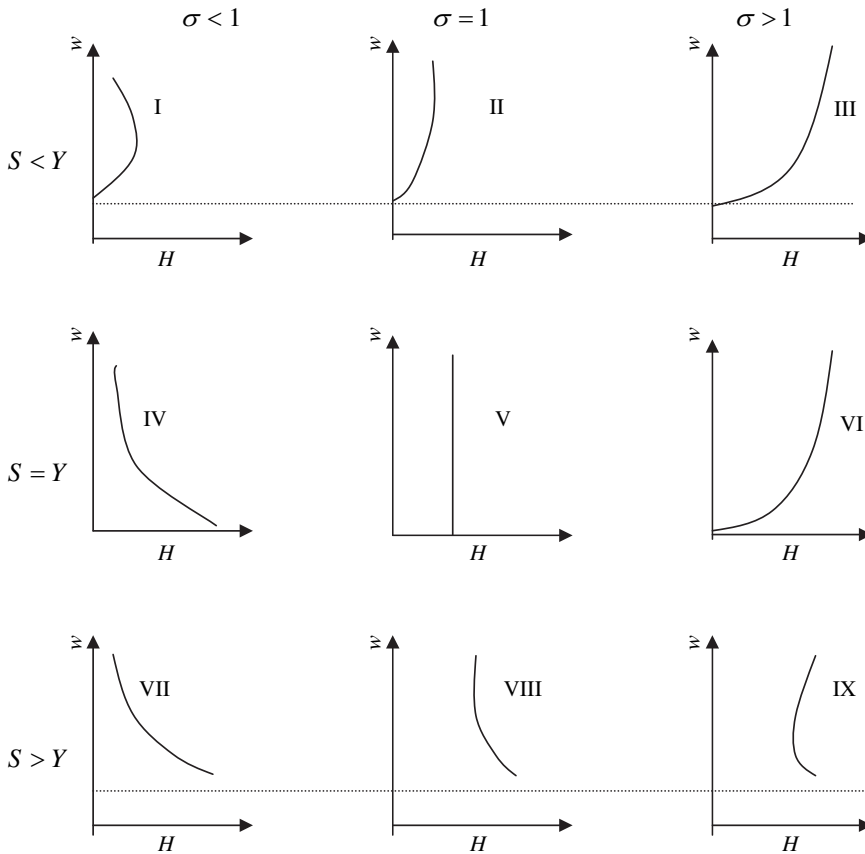 σ < 1
σ = 1
σ > 1
w
w
w
I
II
III
S < Y
H
H
H
w
w
w
IV
V
VI
S = Y
H
H
H
w
w
w
VII
VIII
IX
S > Y
H
H
H